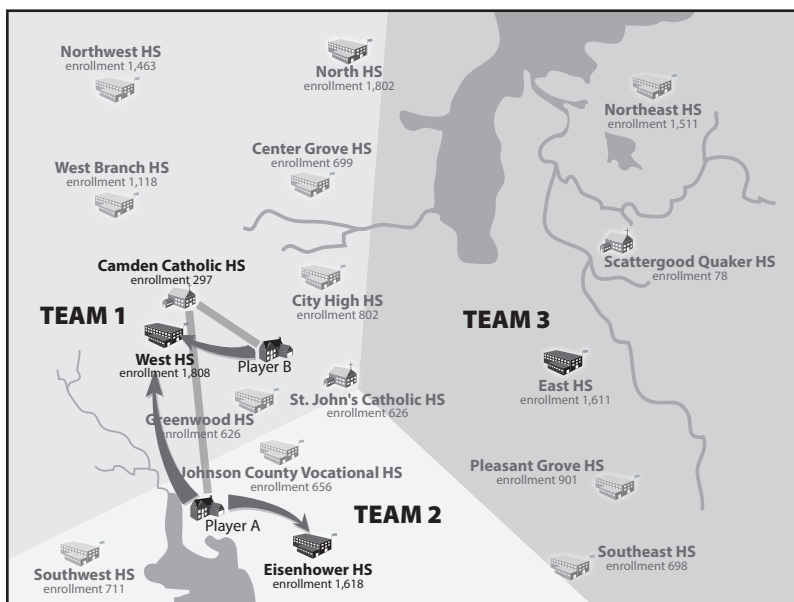 Northwest HS
enrollment 1,463
North HS
enrollment 1,802
Northeast HS
enrollment 1,511
Center Grove HS
enrollment 699
West Branch HS
enrollment 1,118
Camden Catholic HS
enrollment 297
Scattergood Quaker HS
enrollment 78
City High HS
enrollment 802
TEAM 1
TEAM 3
West HS
enrollment 1,808
Player B
East HS
enrollment 1,611
St. John's Catholic HS
enrollment 626
Greenwood HS
enrollment 626
Johnson County Vocational HS
enrollment 656
Pleasant Grove HS
enrollment 901
TEAM 2
Player A
Southwest HS
enrollment 711
Eisenhower HS
enrollment 1,618
Southeast HS
enrollment 698